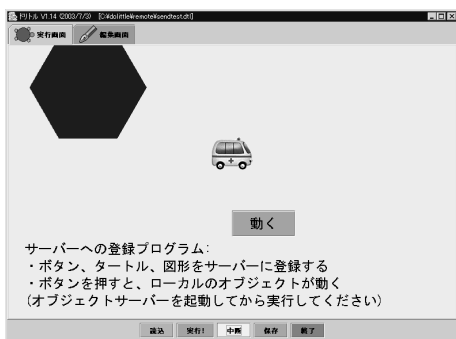 ドリトル V1.14 (2003/7/3) [C:¥dolittle¥remote¥sendtest.dtl]
実行画面 編集画面
動く
サーバーへの登録プログラム:
・ボタン、タートル、図形をサーバーに登録する
・ボタンを押すと、ローカルのオブジェクトが動く
(オブジェクトサーバーを起動してから実行してください)
読込 実行! 中断 保存 終了